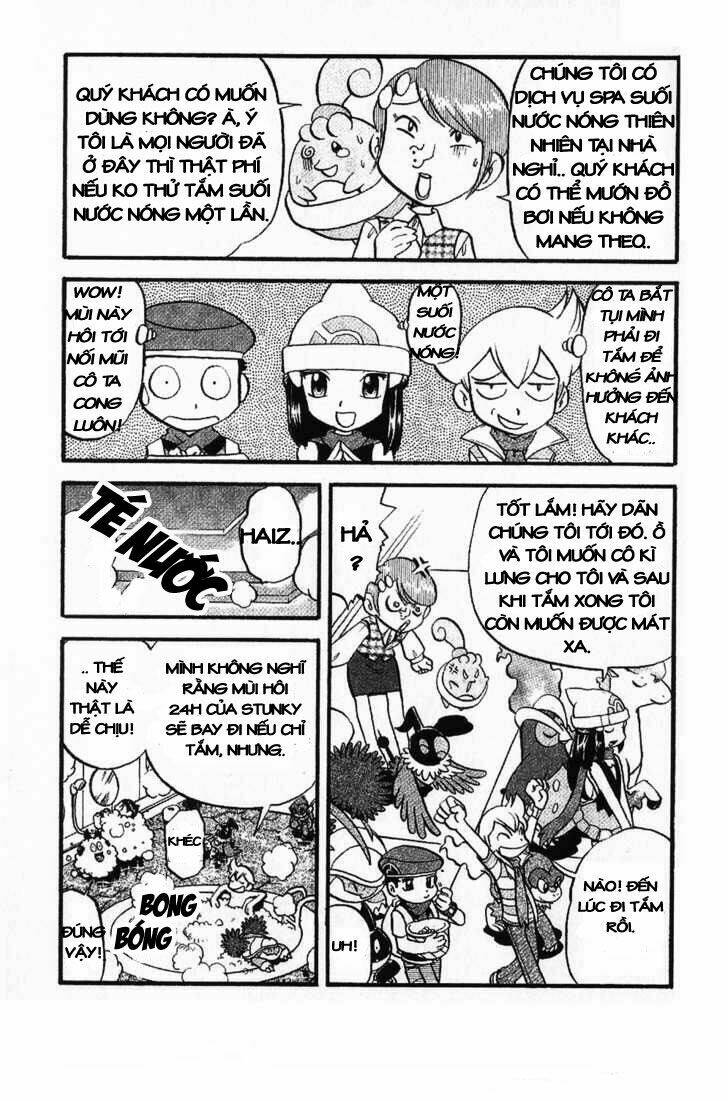 CHÚNG TÔI CÓ
DỊCH VỤ SPA SUỐI
NƯỚC NÓNG THIÊN
NHIÊN TẠI NHÀ
NGHỈ.. QUÝ KHÁCH
CÓ THỂ MƯỚN ĐỒ
BƠI NẾU KHÔNG
MANG THEO.
QUÝ KHÁCH CÓ MUỐN
DÙNG KHÔNG? À, Ý
TÔI LÀ MỌI NGƯỜI ĐÃ
Ở ĐÂY THÌ THẬT PHÍ
NẾU KO THỬ TẮM SUỐI
NƯỚC NÓNG MỘT LẦN.
CÔ TA BẮT
TỤI MÌNH
PHẢI ĐI
TẮM ĐỂ
KHÔNG ẢNH
HƯỞNG ĐẾN
KHÁCH
KHÁC..
MỘT
SUỐI
NƯỚC
NÓNG!
WOW!
MÙI NÀY
HÔI TỚI
NỐI MŨI
CÔ TA
CONG
LUÔN!
TỐT LẮM! HÃY DÃN
CHÚNG TÔI TỚI ĐÓ. Ồ
VÀ TÔI MUỐN CÔ KÌ
LƯNG CHO TÔI VÀ SAU
KHI TẮM XONG TÔI
CÒN MUỐN ĐƯỢC MÁT
XA.
HẢ
?
NÀO! ĐẾN
LÚC ĐI TẮM
RỒI.
UH!
HAIZ..
TÉ NƯỚC
MÌNH KHÔNG NGHĨ
RẰNG MÙI HÔI
24H CỦA STUNKY
SẼ BAY ĐI NẾU CHỈ
TẮM, NHƯNG.
.. THẾ
NÀY
THẬT LÀ
DỄ CHỊU!
KHÉC
BONG
BÓNG
ĐÚNG
VẬY!